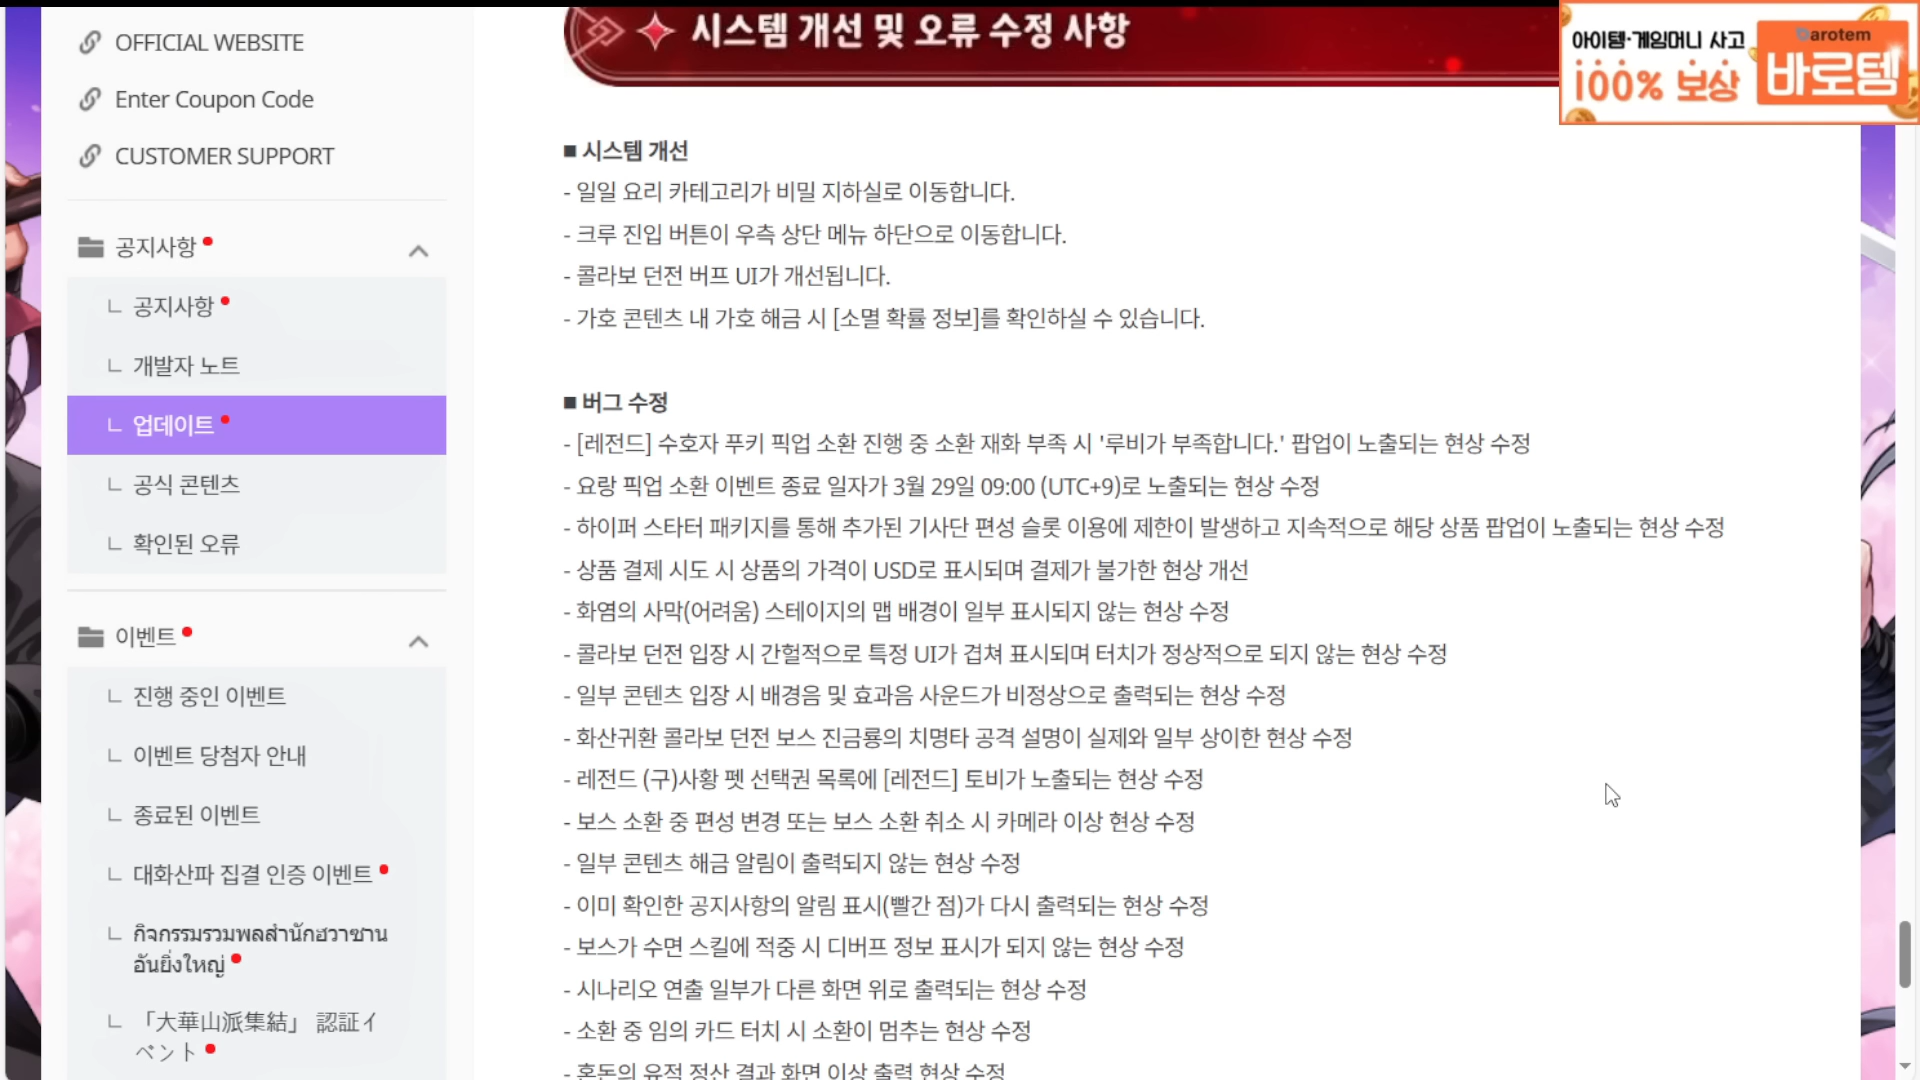 OFFICIAL WEBSITE
Enter Coupon Code
CUSTOMER SUPPORT
공지사항
ㄴ 공지사항
ㄴ 개발자 노트
ㄴ 업데이트
ㄴ 공식 콘텐츠
ㄴ 확인된 오류
이벤트
ㄴ 진행 중인 이벤트
ㄴ 이벤트 당첨자 안내
ㄴ 종료된 이벤트
ㄴ 대화산파 집결 인증 이벤트
ㄴ กิจกรรมรวมพลสำนักฮวาซาน
อันยิ่งใหญ่
ㄴ 「大華山派集結」 認証イ
ベント
시스템 개선 및 오류 수정 사항
아이템·게임머니 사고
100% 보상
Barotem
바로템
■ 시스템 개선
- 일일 요리 카테고리가 비밀 지하실로 이동합니다.
- 크루 진입 버튼이 우측 상단 메뉴 하단으로 이동합니다.
- 콜라보 던전 버프 UI가 개선됩니다.
- 가호 콘텐츠 내 가호 해금 시 [소멸 확률 정보]를 확인하실 수 있습니다.
■ 버그 수정
- [레전드] 수호자 푸키 픽업 소환 진행 중 소환 재화 부족 시 '루비가 부족합니다.' 팝업이 노출되는 현상 수정
- 요랑 픽업 소환 이벤트 종료 일자가 3월 29일 09:00 (UTC+9)로 노출되는 현상 수정
- 하이퍼 스타터 패키지를 통해 추가된 기사단 편성 슬롯 이용에 제한이 발생하고 지속적으로 해당 상품 팝업이 노출되는 현상 수정
- 상품 결제 시도 시 상품의 가격이 USD로 표시되며 결제가 불가한 현상 개선
- 화염의 사막(어려움) 스테이지의 맵 배경이 일부 표시되지 않는 현상 수정
- 콜라보 던전 입장 시 간헐적으로 특정 UI가 겹쳐 표시되며 터치가 정상적으로 되지 않는 현상 수정
- 일부 콘텐츠 입장 시 배경음 및 효과음 사운드가 비정상으로 출력되는 현상 수정
- 화산귀환 콜라보 던전 보스 진금룡의 치명타 공격 설명이 실제와 일부 상이한 현상 수정
- 레전드 (구)사황 펫 선택권 목록에 [레전드] 토비가 노출되는 현상 수정
- 보스 소환 중 편성 변경 또는 보스 소환 취소 시 카메라 이상 현상 수정
- 일부 콘텐츠 해금 알림이 출력되지 않는 현상 수정
- 이미 확인한 공지사항의 알림 표시(빨간 점)가 다시 출력되는 현상 수정
- 보스가 수면 스킬에 적중 시 디버프 정보 표시가 되지 않는 현상 수정
- 시나리오 연출 일부가 다른 화면 위로 출력되는 현상 수정
- 소환 중 임의 카드 터치 시 소환이 멈추는 현상 수정
- 혼돈의 유적 정산 결과 화면 이상 출력 현상 수정